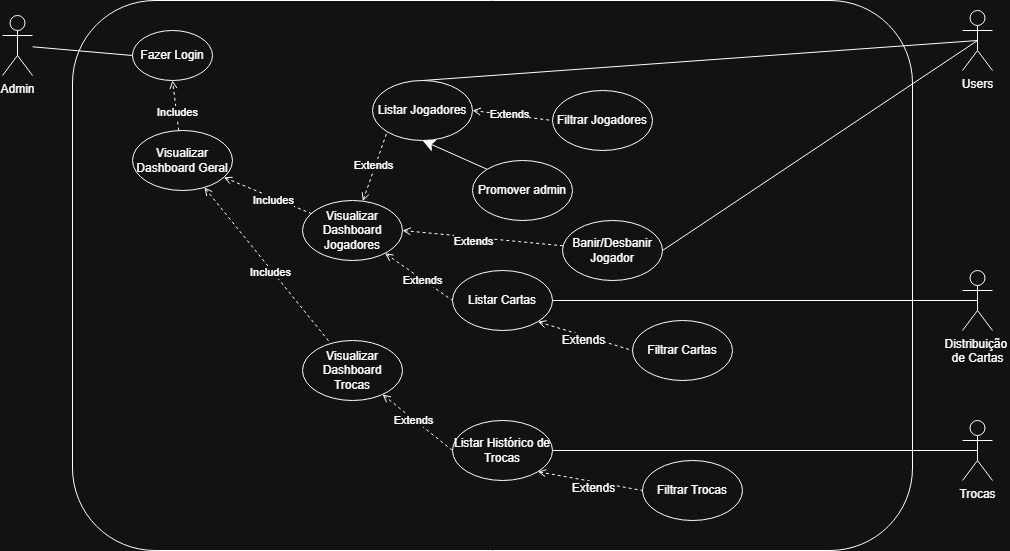 Fazer Login
Admin
Users
Listar Jogadores
Extends
Filtrar Jogadores
Includes
Visualizar
Dashboard Geral
Extends
Promover admin
Includes
Visualizar
Dashboard
Jogadores
Extends
Banir/Desbanir
Jogador
Includes
Extends
Listar Cartas
Extends
Filtrar Cartas
Distribuição
de Cartas
Visualizar
Dashboard
Trocas
Extends
Listar Histórico de
Trocas
Extends
Filtrar Trocas
Trocas